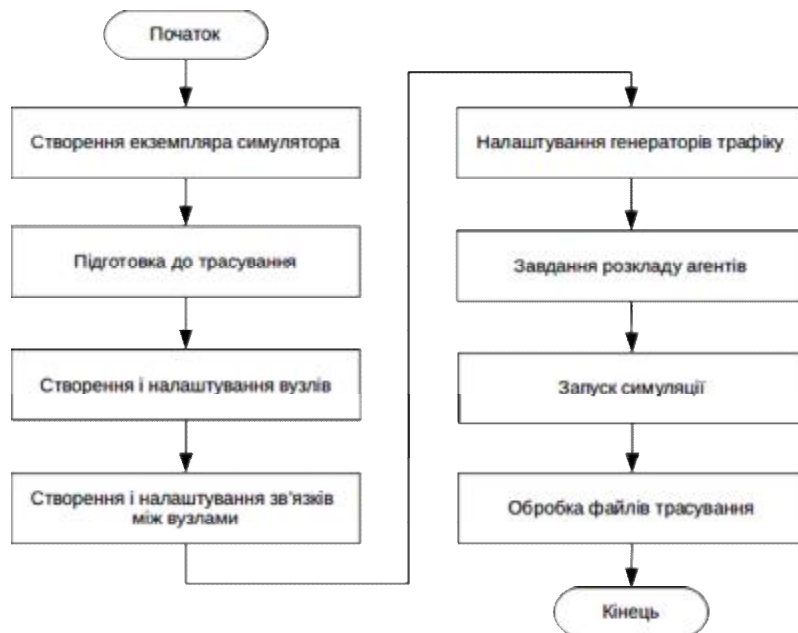 Початок
Створення екземпляра симулятора
Підготовка до трасування
Створення і налаштування вузлів
Створення і налаштування зв'язків
між вузлами
Налаштування генераторів трафіку
Завдання розкладу агентів
Запуск симуляції
Обробка файлів трасування
Кінець